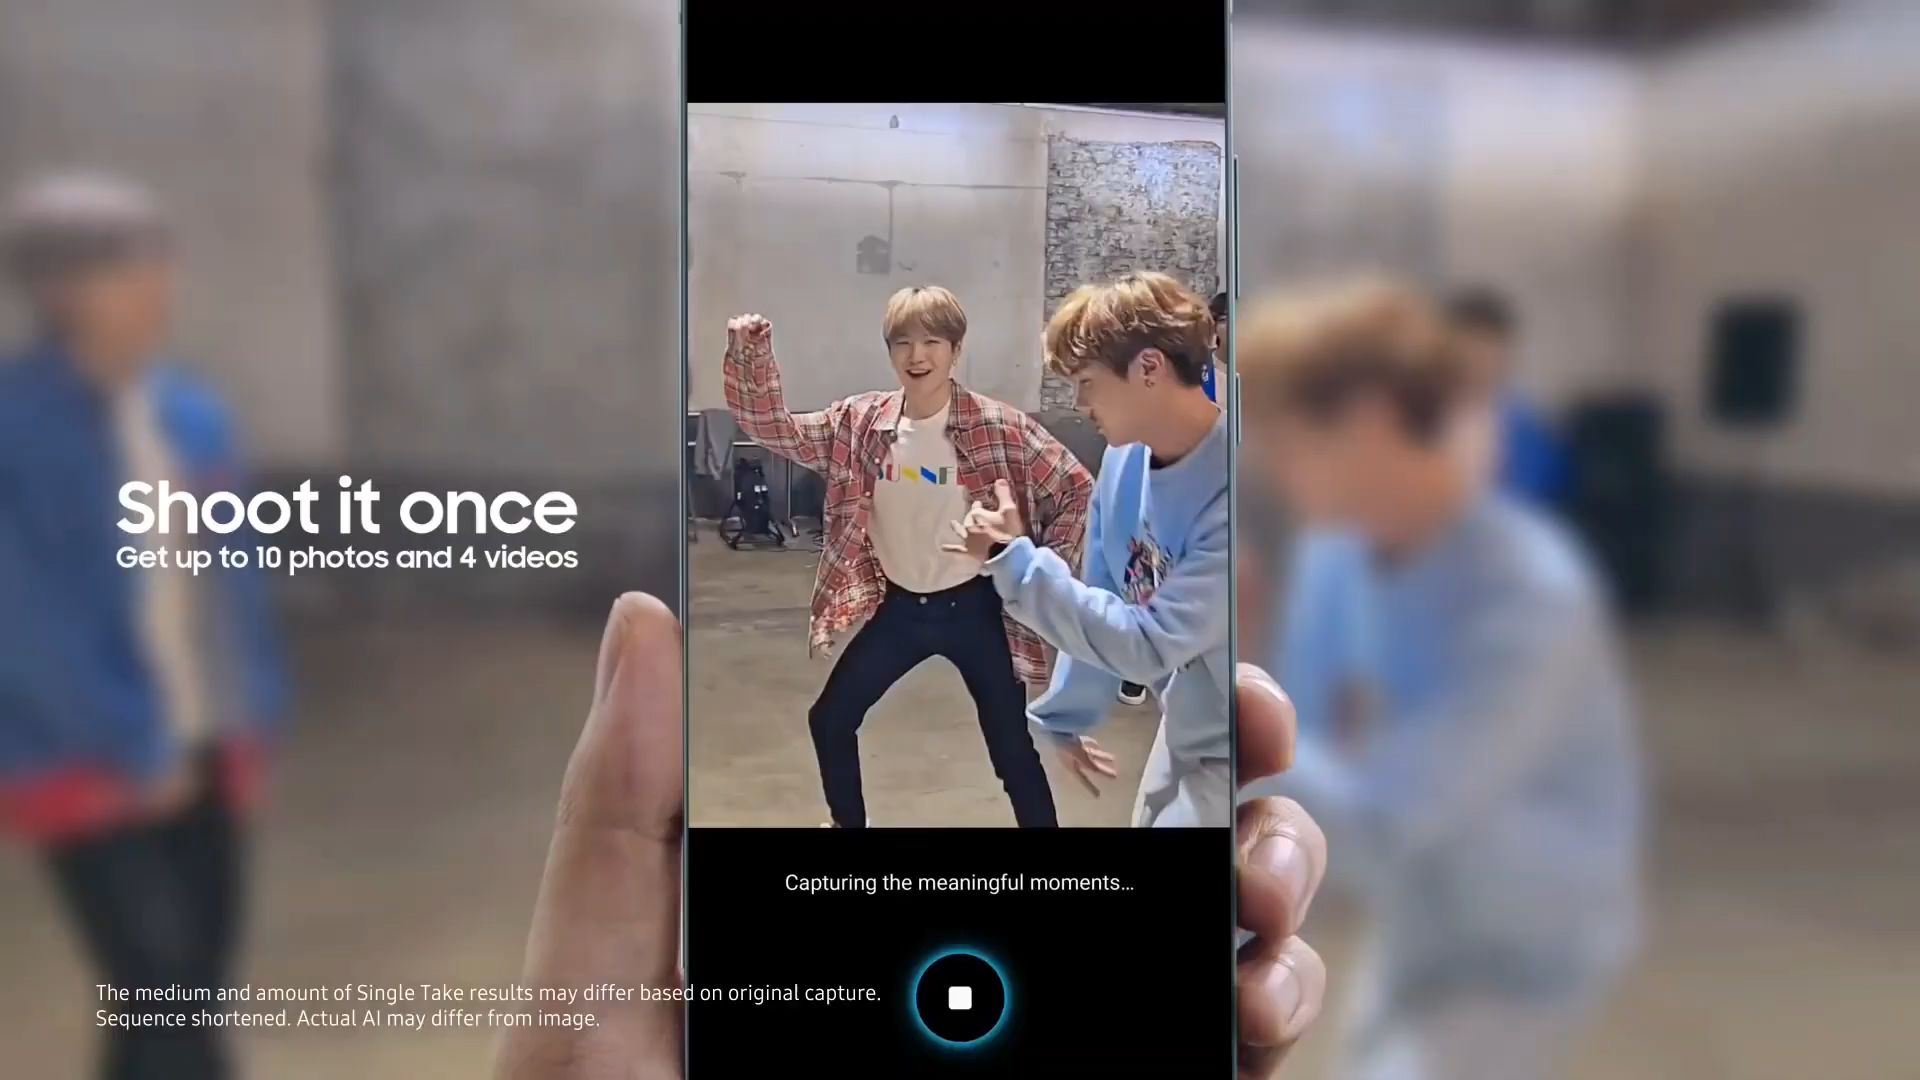 Shoot it once
Get up to 10 photos and 4 videos
Capturing the meaningful moments...
The medium and amount of Single Take results may differ based on original capture.
Sequence shortened. Actual AI may differ from image.